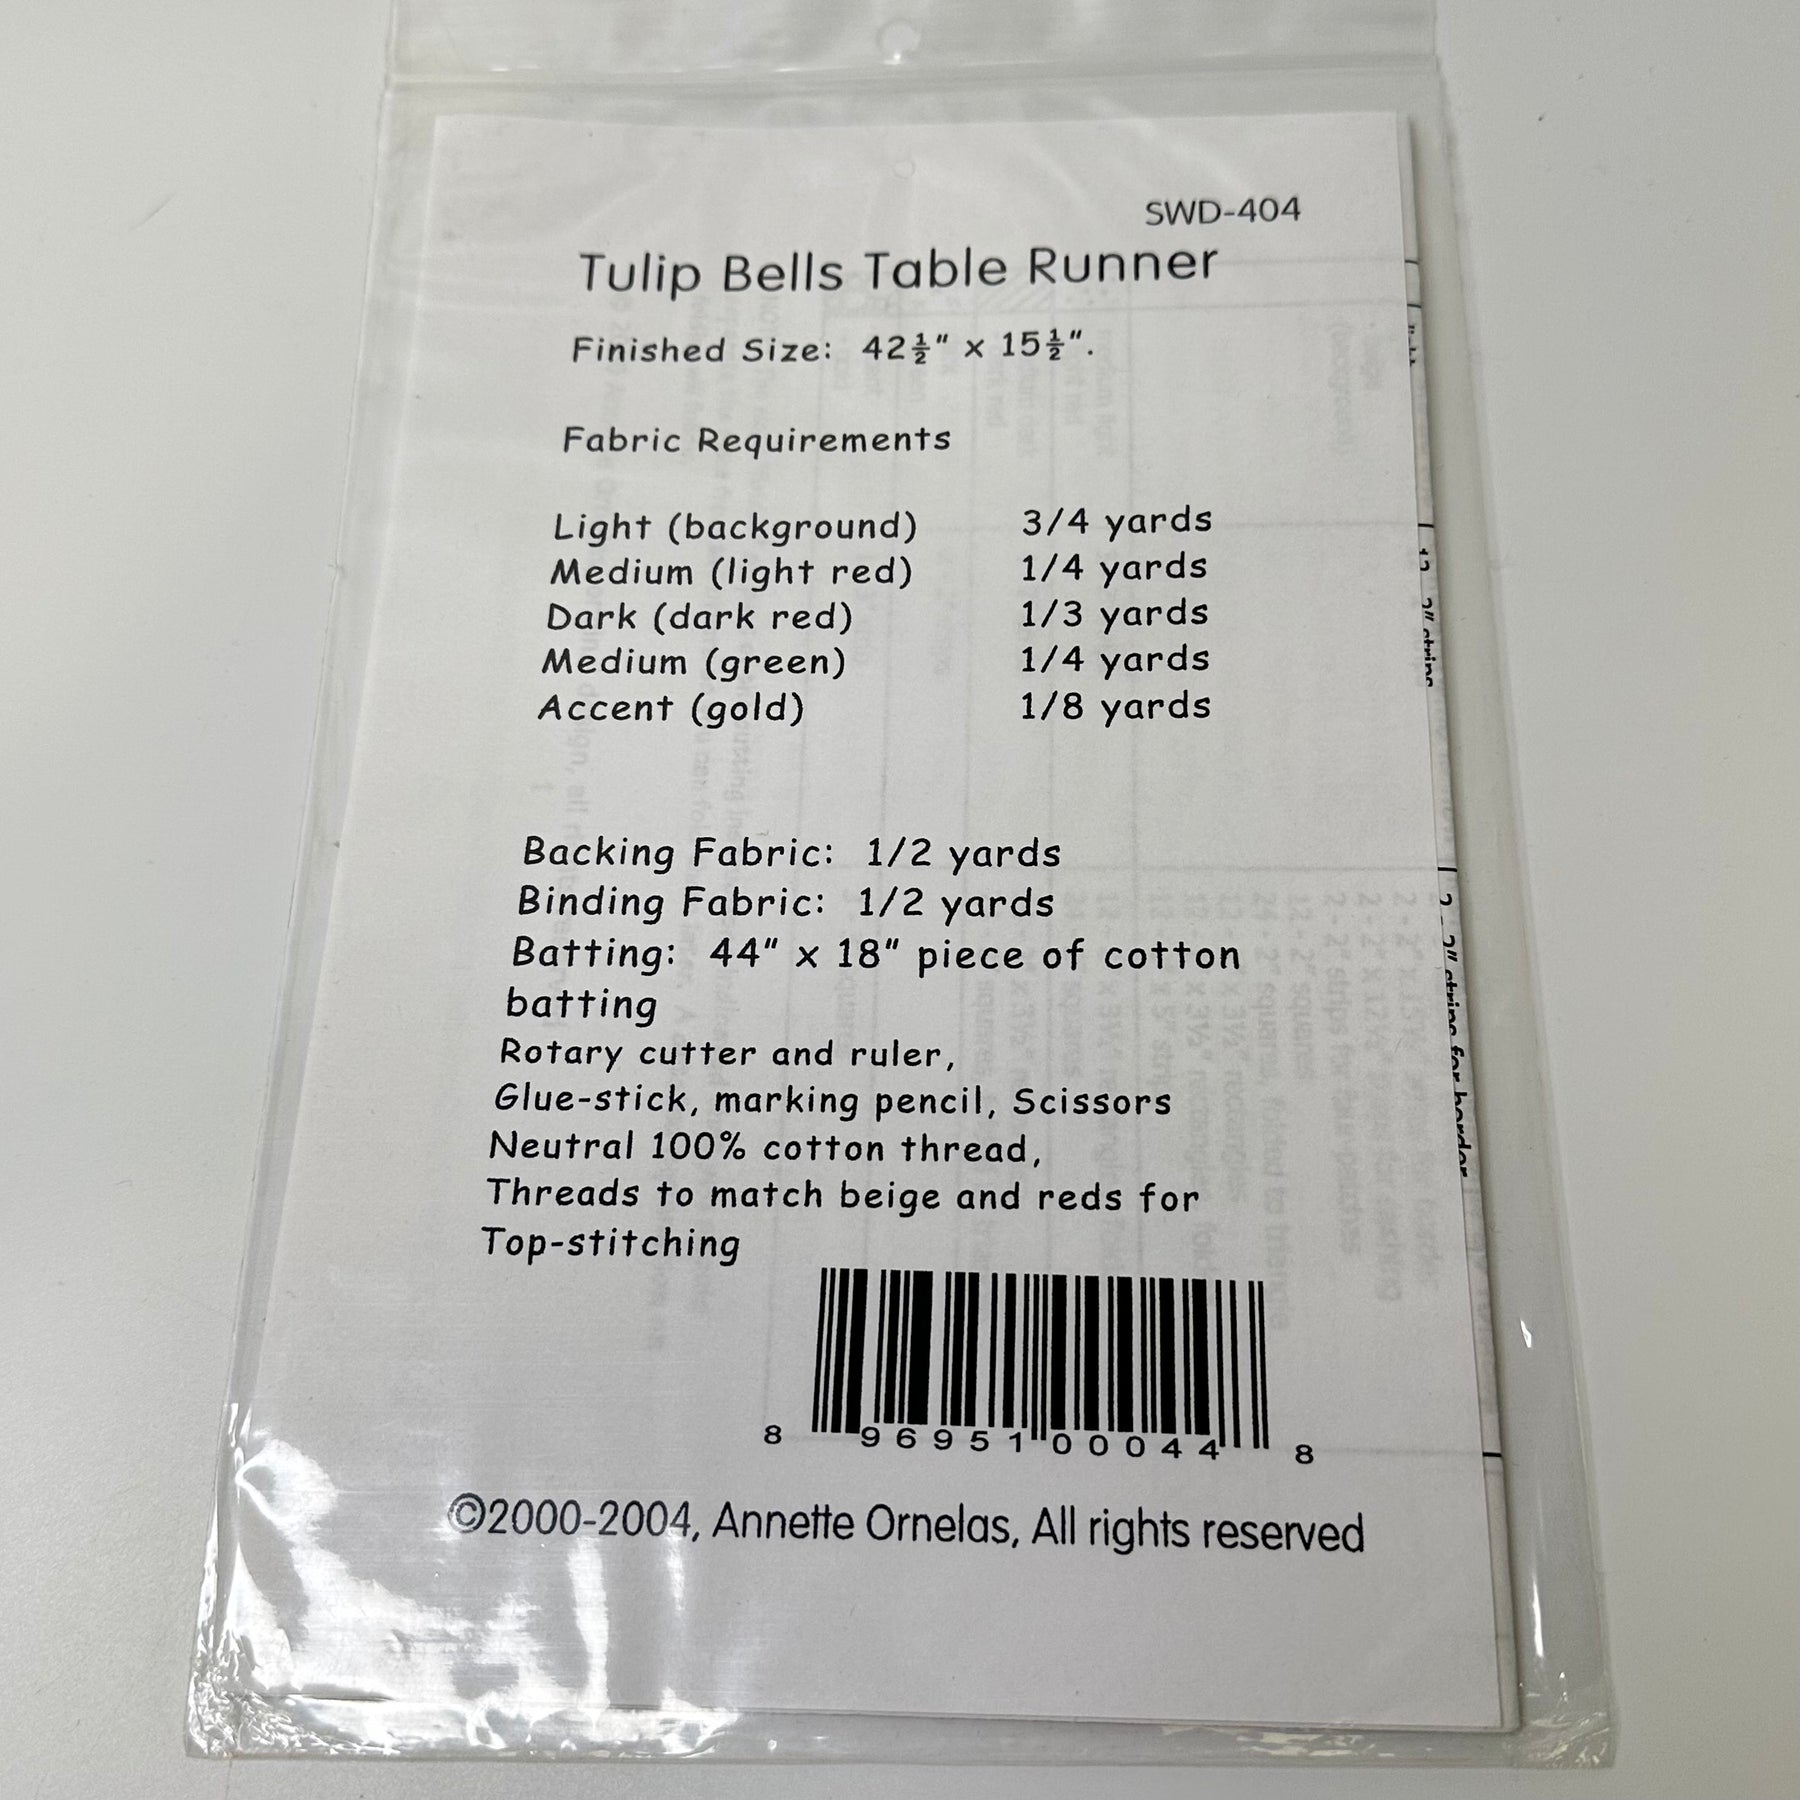 SWD-404
Tulip Bells Table Runner
Finished Size: 42½" x 15½".
Fabric Requirements
Light (background) 3/4 yards
Medium (light red) 1/4 yards
Dark (dark red) 1/3 yards
Medium (green) 1/4 yards
Accent (gold) 1/8 yards
Backing Fabric: 1/2 yards
Binding Fabric: 1/2 yards
Batting: 44" x 18" piece of cotton
batting
Rotary cutter and ruler,
Glue-stick, marking pencil, Scissors
Neutral 100% cotton thread,
Threads to match beige and reds for
Top-stitching
8 96951 00044 8
©2000-2004, Annette Ornelas, All rights reserved